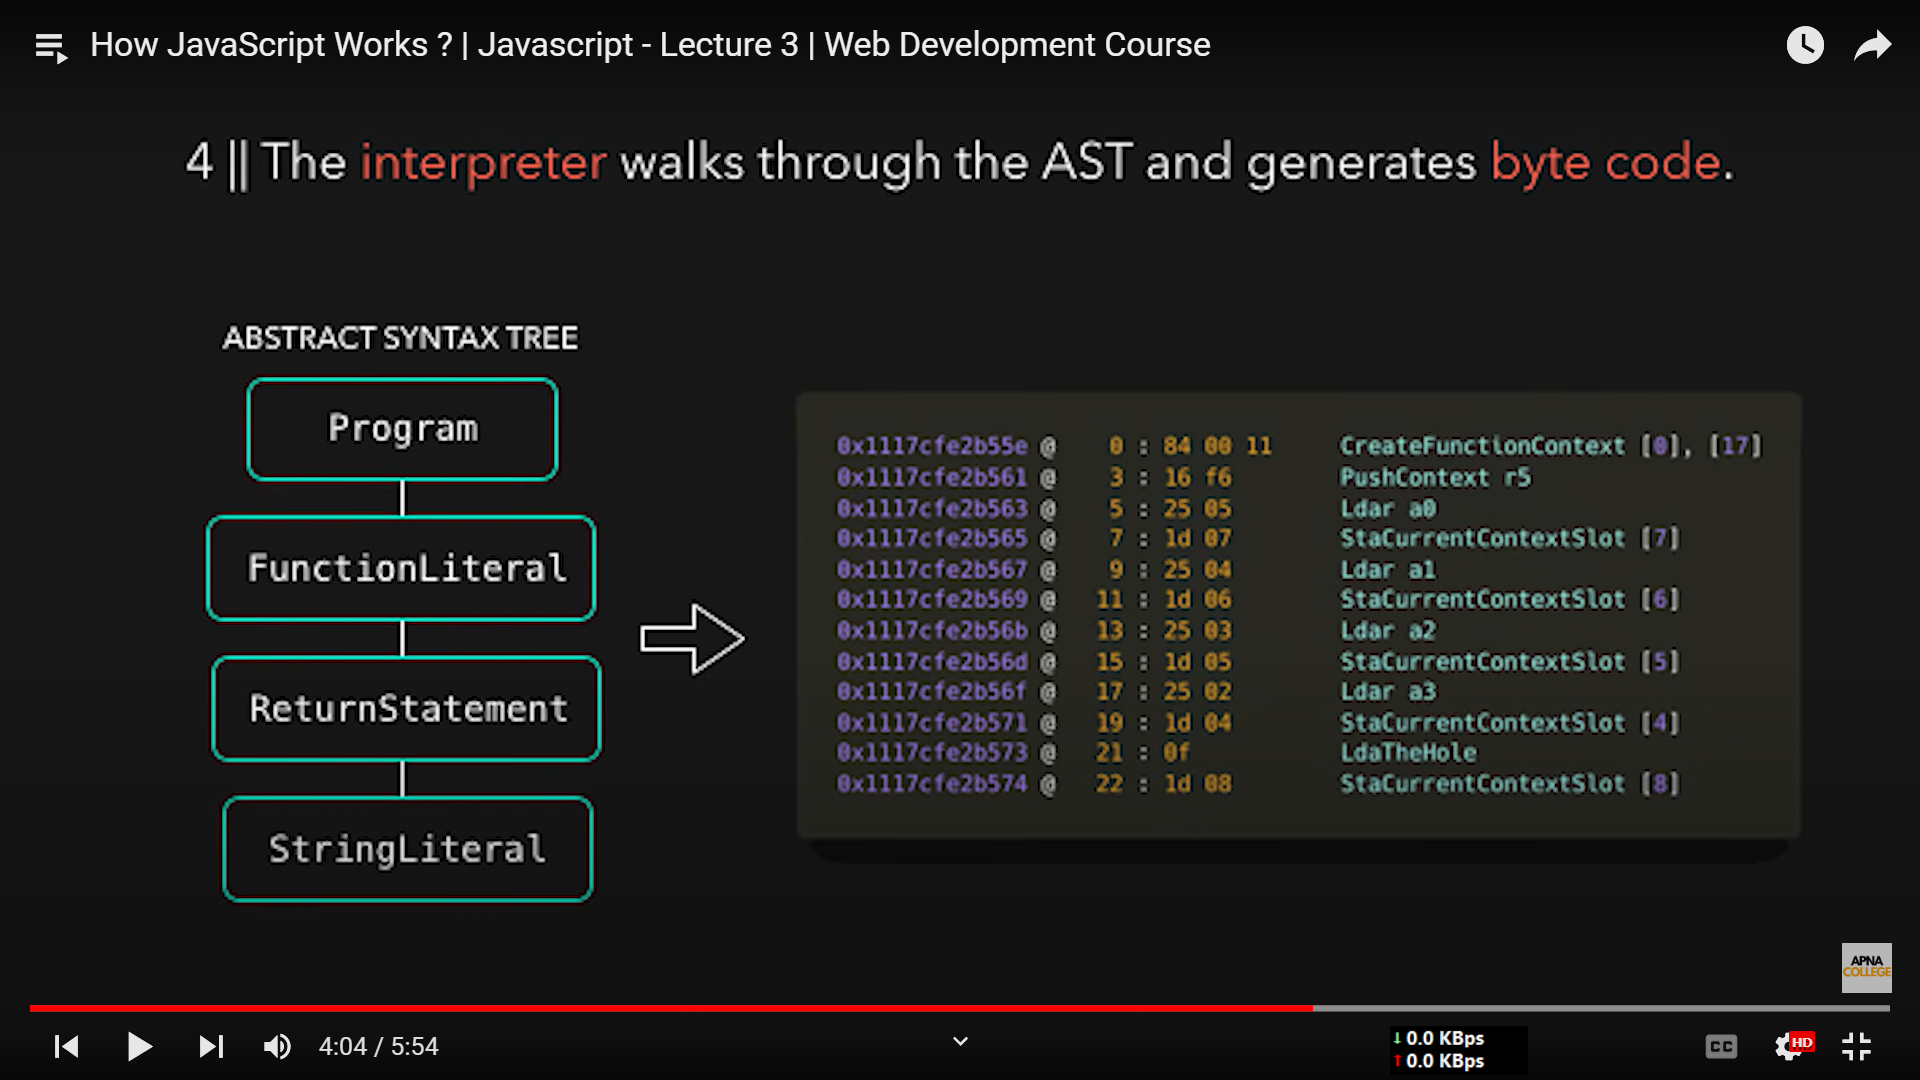 How JavaScript Works ? | Javascript - Lecture 3 | Web Development Course
4 || The interpreter walks through the AST and generates byte code.
ABSTRACT SYNTAX TREE
Program
FunctionLiteral
ReturnStatement
StringLiteral
0x1117cfe2b55e @ 0 : 84 00 11 CreateFunctionContext [0], [17]
0x1117cfe2b561 @ 3 : 16 f6 PushContext r5
0x1117cfe2b563 @ 5 : 25 05 Ldar a0
0x1117cfe2b565 @ 7 : 1d 07 StaCurrentContextSlot [7]
0x1117cfe2b567 @ 9 : 25 04 Ldar a1
0x1117cfe2b569 @ 11 : 1d 06 StaCurrentContextSlot [6]
0x1117cfe2b56b @ 13 : 25 03 Ldar a2
0x1117cfe2b56d @ 15 : 1d 05 StaCurrentContextSlot [5]
0x1117cfe2b56f @ 17 : 25 02 Ldar a3
0x1117cfe2b571 @ 19 : 1d 04 StaCurrentContextSlot [4]
0x1117cfe2b573 @ 21 : 0f LdaTheHole
0x1117cfe2b574 @ 22 : 1d 08 StaCurrentContextSlot [8]
APNA
COLLEGE
4:04 / 5:54
↓ 0.0 KBps
↑ 0.0 KBps
CC
HD